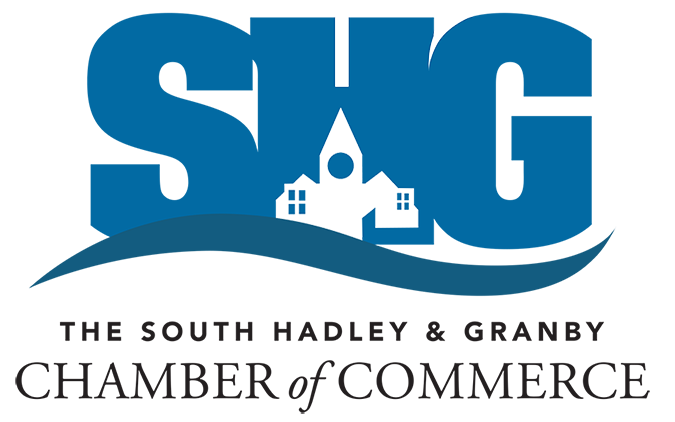 SHG
THE SOUTH HADLEY & GRANBY
CHAMBER of COMMERCE